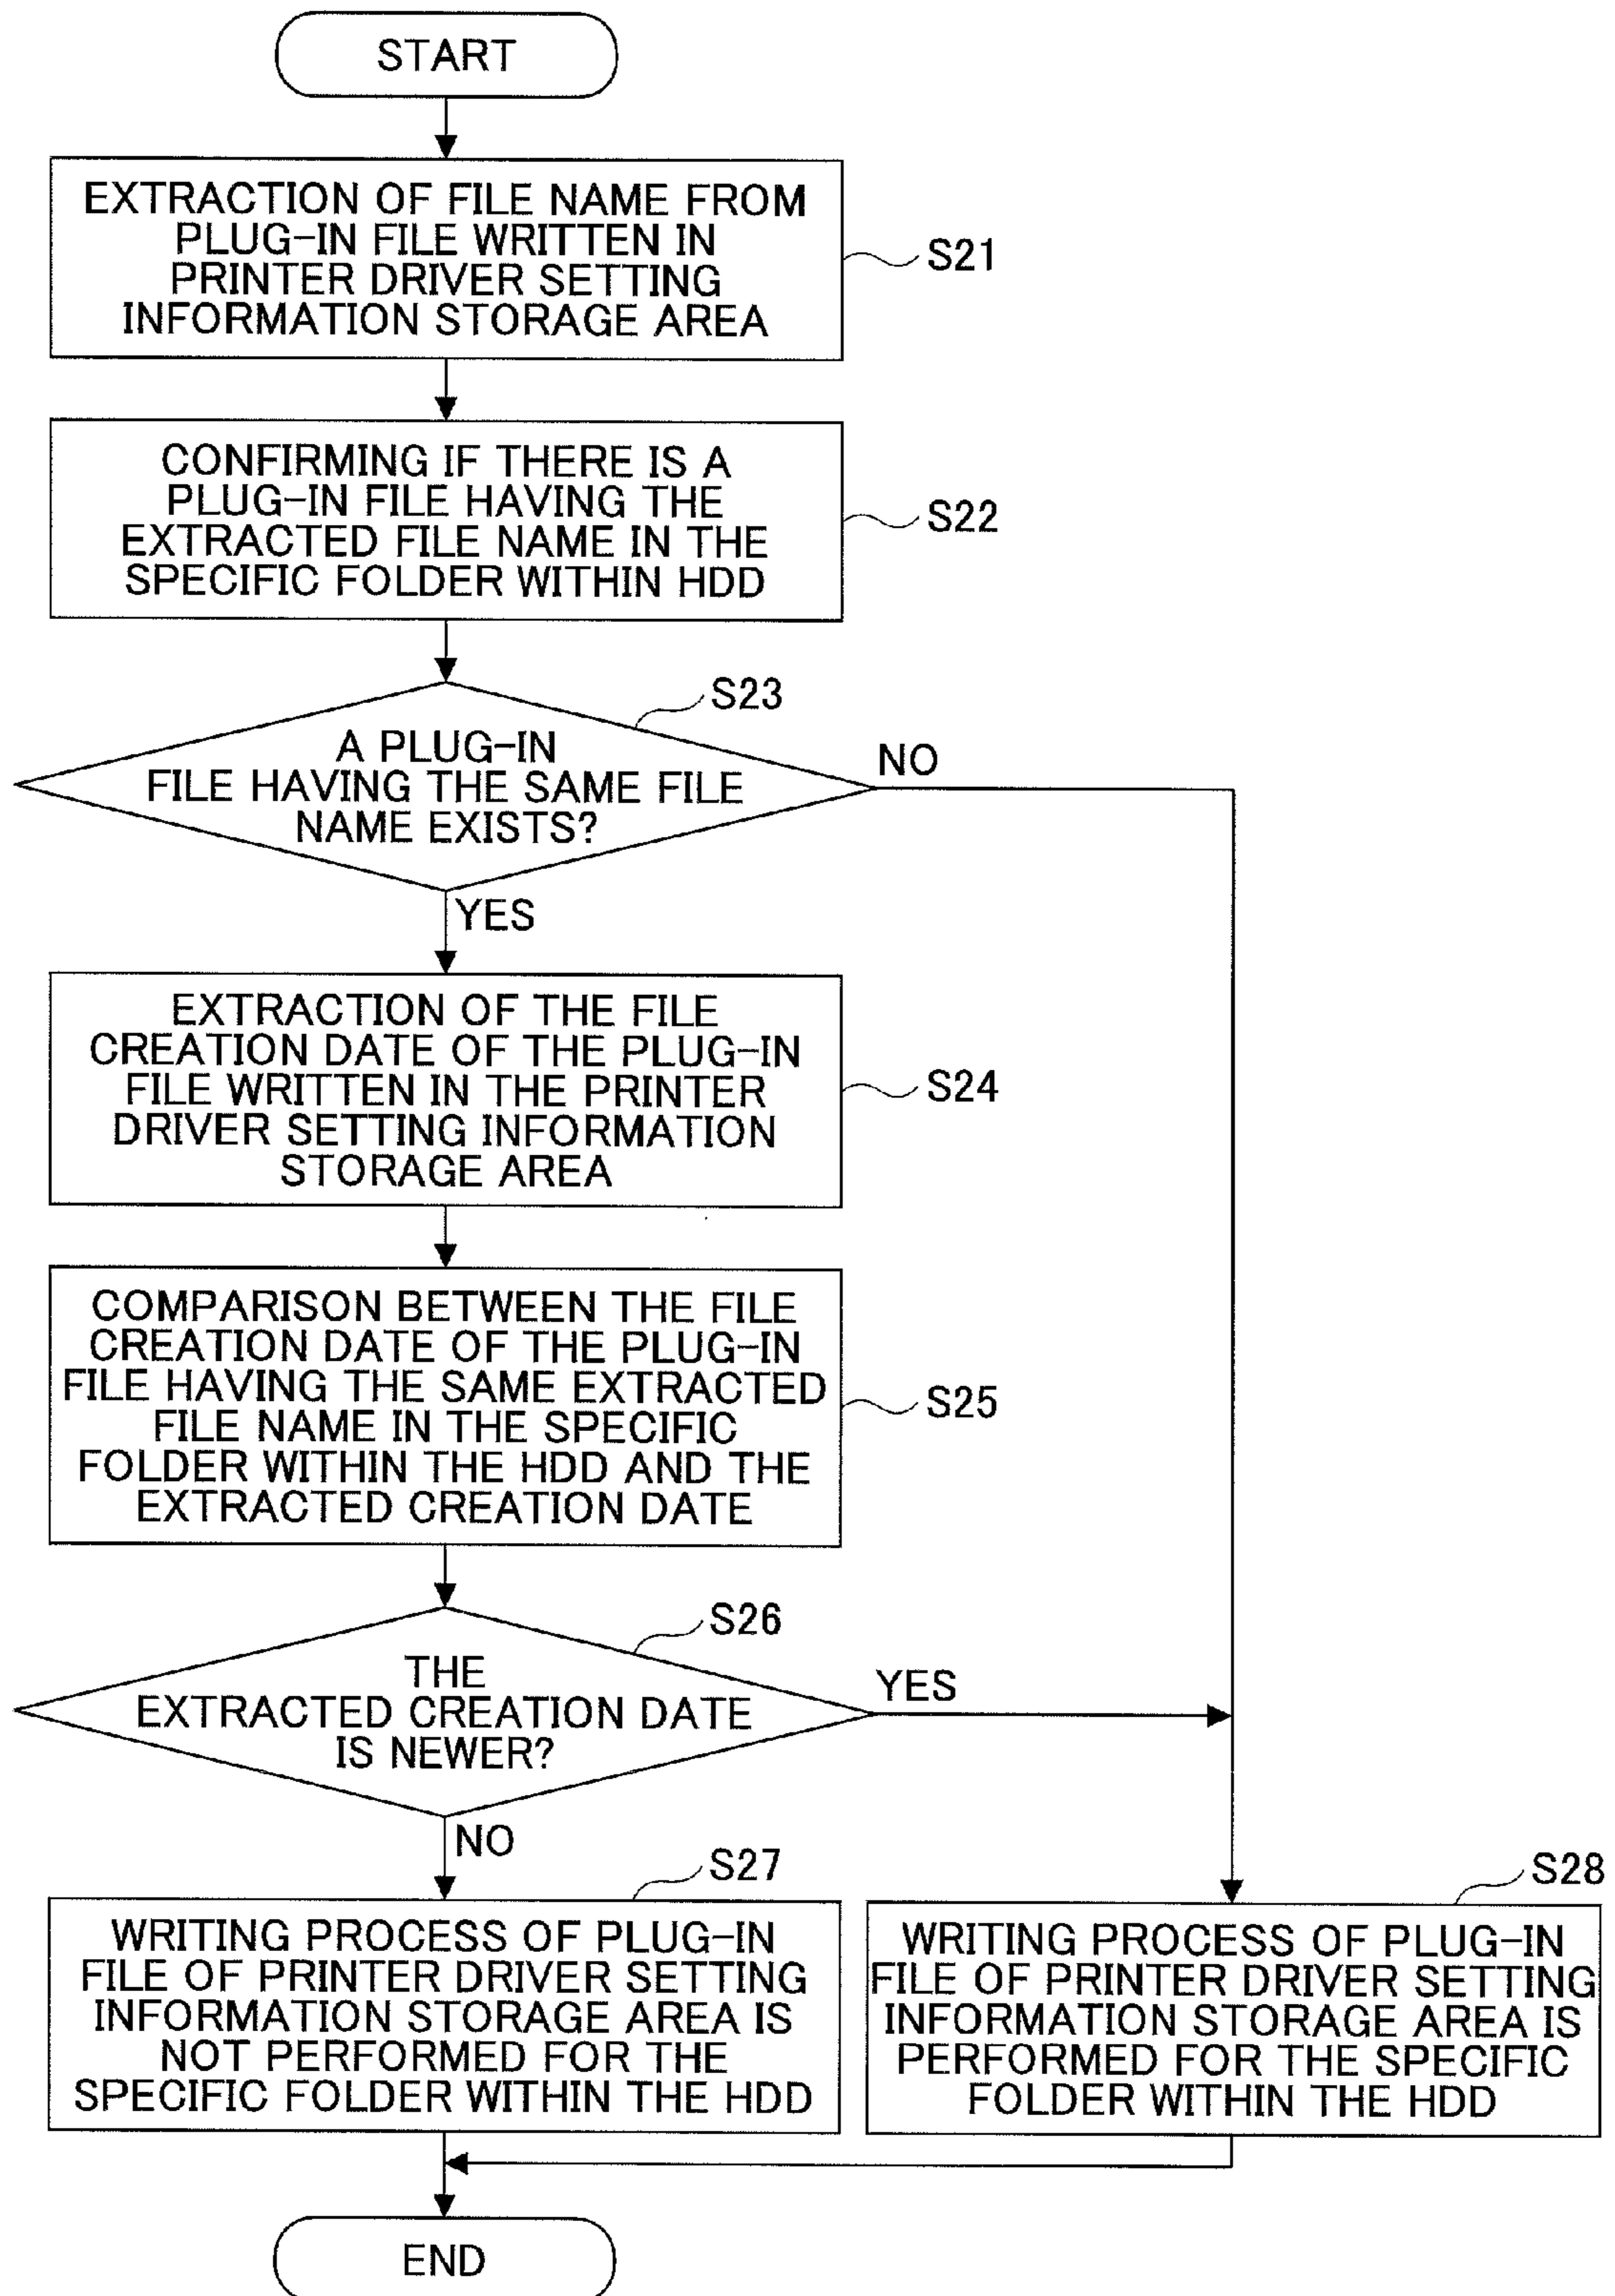 START
EXTRACTION OF FILE NAME FROM
PLUG-IN FILE WRITTEN IN
PRINTER DRIVER SETTING
INFORMATION STORAGE AREA
S21
CONFIRMING IF THERE IS A
PLUG-IN FILE HAVING THE
EXTRACTED FILE NAME IN THE
SPECIFIC FOLDER WITHIN HDD
S22
S23
A PLUG-IN
FILE HAVING THE SAME FILE
NAME EXISTS?
NO
YES
EXTRACTION OF THE FILE
CREATION DATE OF THE PLUG-IN
FILE WRITTEN IN THE PRINTER
DRIVER SETTING INFORMATION
STORAGE AREA
S24
COMPARISON BETWEEN THE FILE
CREATION DATE OF THE PLUG-IN
FILE HAVING THE SAME EXTRACTED
FILE NAME IN THE SPECIFIC
FOLDER WITHIN THE HDD AND THE
EXTRACTED CREATION DATE
S25
S26
THE
EXTRACTED CREATION DATE
IS NEWER?
YES
NO
S27
WRITING PROCESS OF PLUG-IN
FILE OF PRINTER DRIVER SETTING
INFORMATION STORAGE AREA IS
NOT PERFORMED FOR THE
SPECIFIC FOLDER WITHIN THE HDD
S28
WRITING PROCESS OF PLUG-IN
FILE OF PRINTER DRIVER SETTING
INFORMATION STORAGE AREA IS
PERFORMED FOR THE SPECIFIC
FOLDER WITHIN THE HDD
END